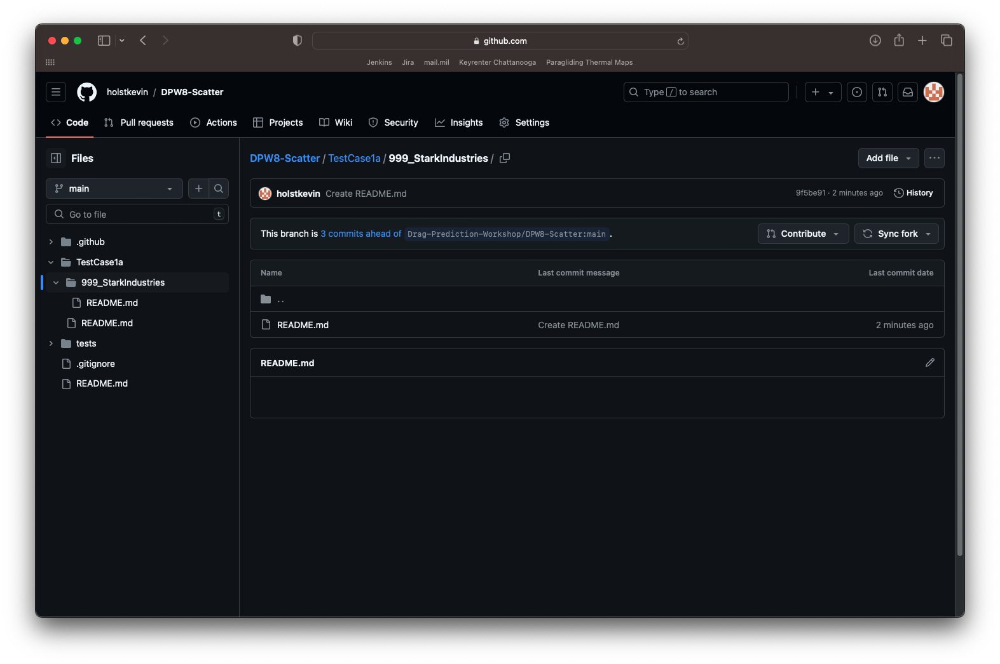 github.com
Jenkins Jira mail.mil Keyrenter Chattanooga Paragliding Thermal Maps
holstkevin / DPW8-Scatter
Type / to search
Code Pull requests Actions Projects Wiki Security Insights Settings
Files
main
Go to file t
.github
TestCase1a
999_StarkIndustries
README.md
README.md
tests
.gitignore
README.md
DPW8-Scatter / TestCase1a / 999_StarkIndustries /
Add file
holstkevin Create README.md
9f5be91 · 2 minutes ago History
This branch is 3 commits ahead of Drag-Prediction-Workshop/DPW8-Scatter:main .
Contribute Sync fork
Name Last commit message Last commit date
..
README.md Create README.md 2 minutes ago
README.md